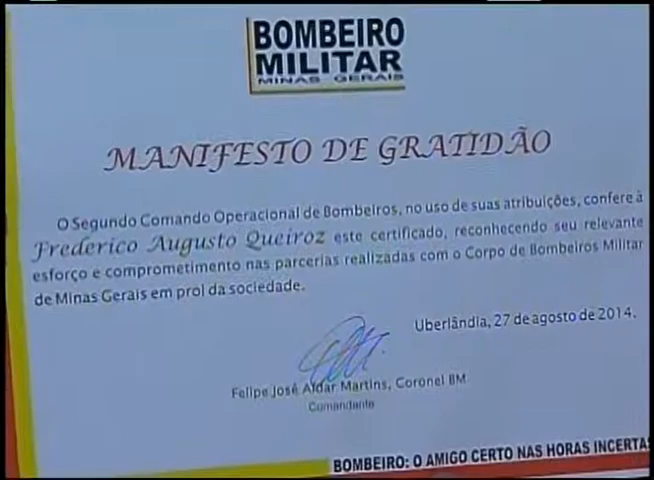 BOMBEIRO
MILITAR
MINAS GERAIS
MANIFESTO DE GRATIDÃO
O Segundo Comando Operacional de Bombeiros, no uso de suas atribuições, confere à
Frederico Augusto Queiroz este certificado, reconhecendo seu relevante
esforço e comprometimento nas parcerias realizadas com o Corpo de Bombeiros Militar
de Minas Gerais em prol da sociedade.
Uberlândia, 27 de agosto de 2014.
Felipe José Aidar Martins, Coronel BM
Comandante
BOMBEIRO: O AMIGO CERTO NAS HORAS INCERTAS